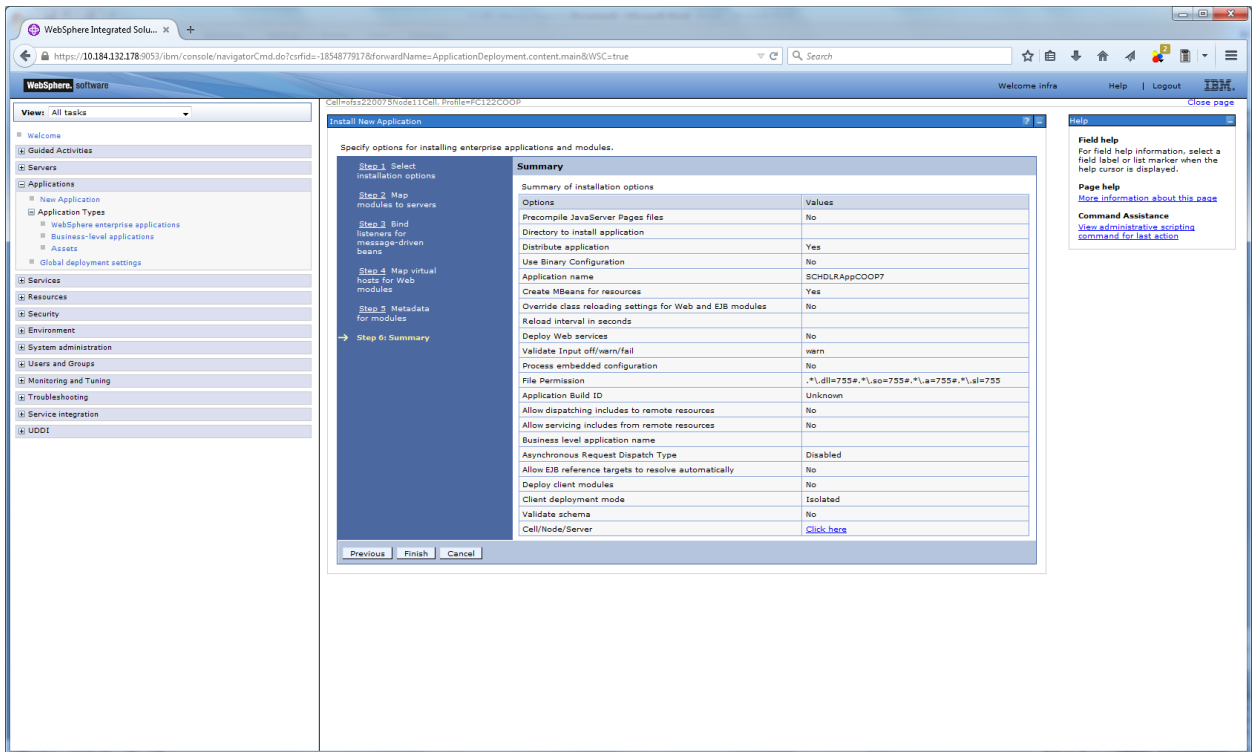 WebSphere Integrated Solu...
https://10.184.132.178:9053/ibm/console/navigatorCmd.do?csrfid=-1854877917&forwardName=ApplicationDeployment.content.main&WSC=true
Search
2
WebSphere. software
Welcome infra
Help | Logout
IBM.
View: All tasks
Welcome
Guided Activities
Servers
Applications
New Application
Application Types
WebSphere enterprise applications
Business-level applications
Assets
Global deployment settings
Services
Resources
Security
Environment
System administration
Users and Groups
Monitoring and Tuning
Troubleshooting
Service integration
UDDI
Cell=ofss220075Node11Cell, Profile=FC122COOP
Close page
Install New Application
?
Specify options for installing enterprise applications and modules.
Step 1 Select
installation options
Step 2 Map
modules to servers
Step 3 Bind
listeners for
message-driven
beans
Step 4 Map virtual
hosts for Web
modules
Step 5 Metadata
for modules
Step 6: Summary
Summary
Summary of installation options
Options Values
Precompile JavaServer Pages files No
Directory to install application
Distribute application Yes
Use Binary Configuration No
Application name SCHDLRAppCOOP7
Create MBeans for resources Yes
Override class reloading settings for Web and EJB modules No
Reload interval in seconds
Deploy Web services No
Validate Input off/warn/fail warn
Process embedded configuration No
File Permission .*\.dll=755#.*\.so=755#.*\.a=755#.*\.sl=755
Application Build ID Unknown
Allow dispatching includes to remote resources No
Allow servicing includes from remote resources No
Business level application name
Asynchronous Request Dispatch Type Disabled
Allow EJB reference targets to resolve automatically No
Deploy client modules No
Client deployment mode Isolated
Validate schema No
Cell/Node/Server Click here
Previous Finish Cancel
Help
Field help
For field help information, select a
field label or list marker when the
help cursor is displayed.
Page help
More information about this page
Command Assistance
View administrative scripting
command for last action